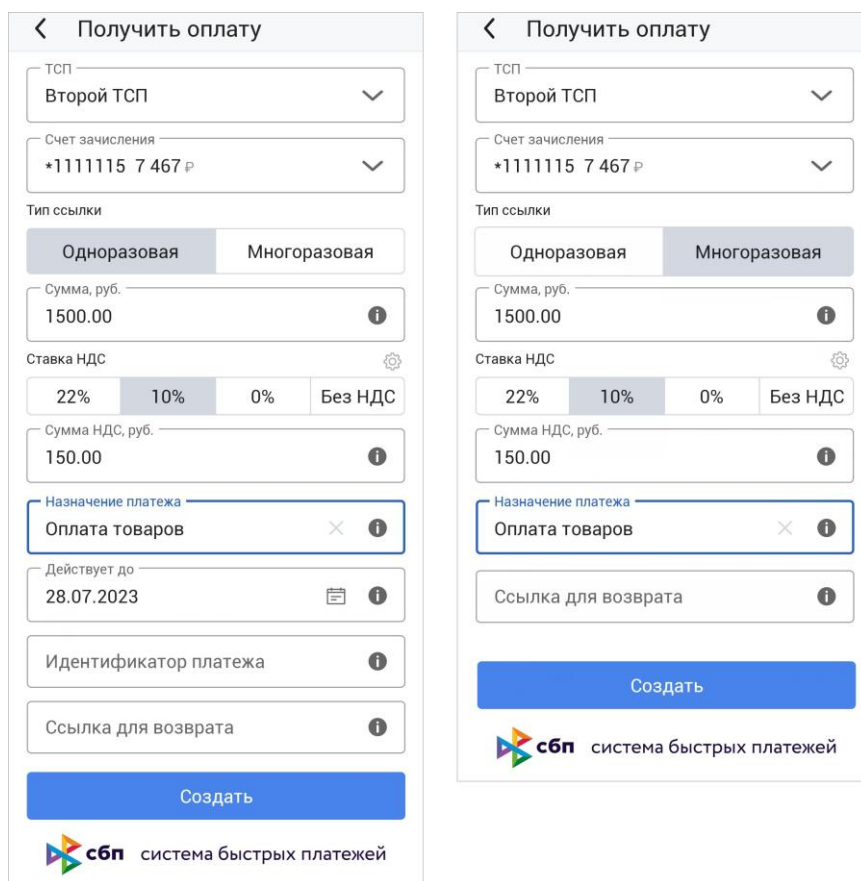 Получить оплату
ТСП
Второй ТСП
Счет зачисления
*1111115 7 467 ₽
Тип ссылки
Одноразовая Многоразовая
Сумма, руб.
1500.00
Ставка НДС
22% 10% 0% Без НДС
Сумма НДС, руб.
150.00
Назначение платежа
Оплата товаров
Действует до
28.07.2023
Идентификатор платежа
Ссылка для возврата
Создать
сбп система быстрых платежей
Получить оплату
ТСП
Второй ТСП
Счет зачисления
*1111115 7 467 ₽
Тип ссылки
Одноразовая Многоразовая
Сумма, руб.
1500.00
Ставка НДС
22% 10% 0% Без НДС
Сумма НДС, руб.
150.00
Назначение платежа
Оплата товаров
Ссылка для возврата
Создать
сбп система быстрых платежей